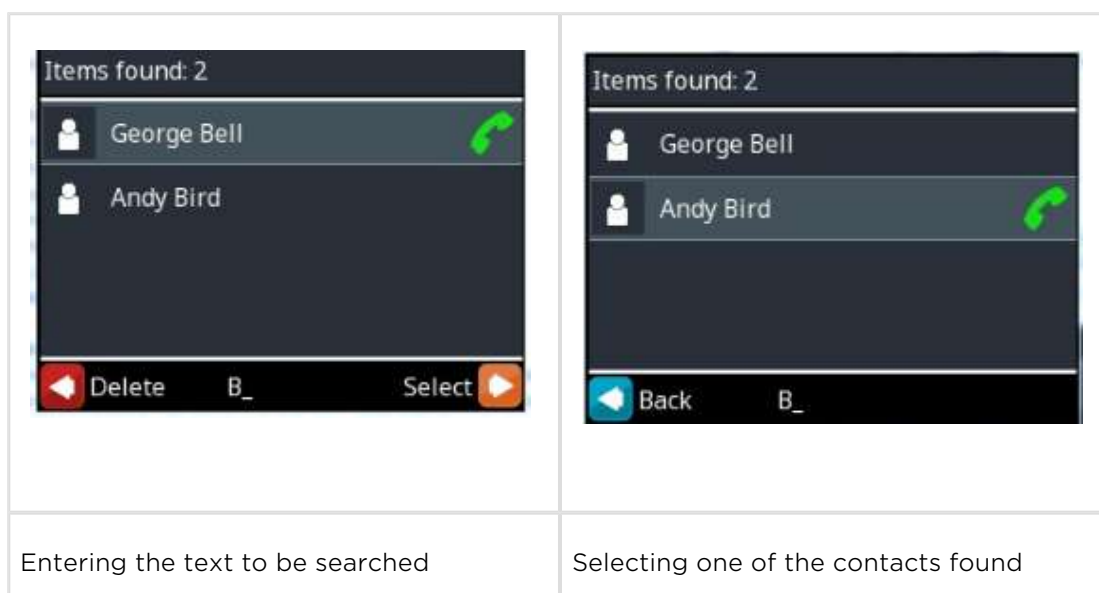 Items found: 2
George Bell
Andy Bird
Delete B_ Select
Items found: 2
George Bell
Andy Bird
Back B_
Entering the text to be searched
Selecting one of the contacts found